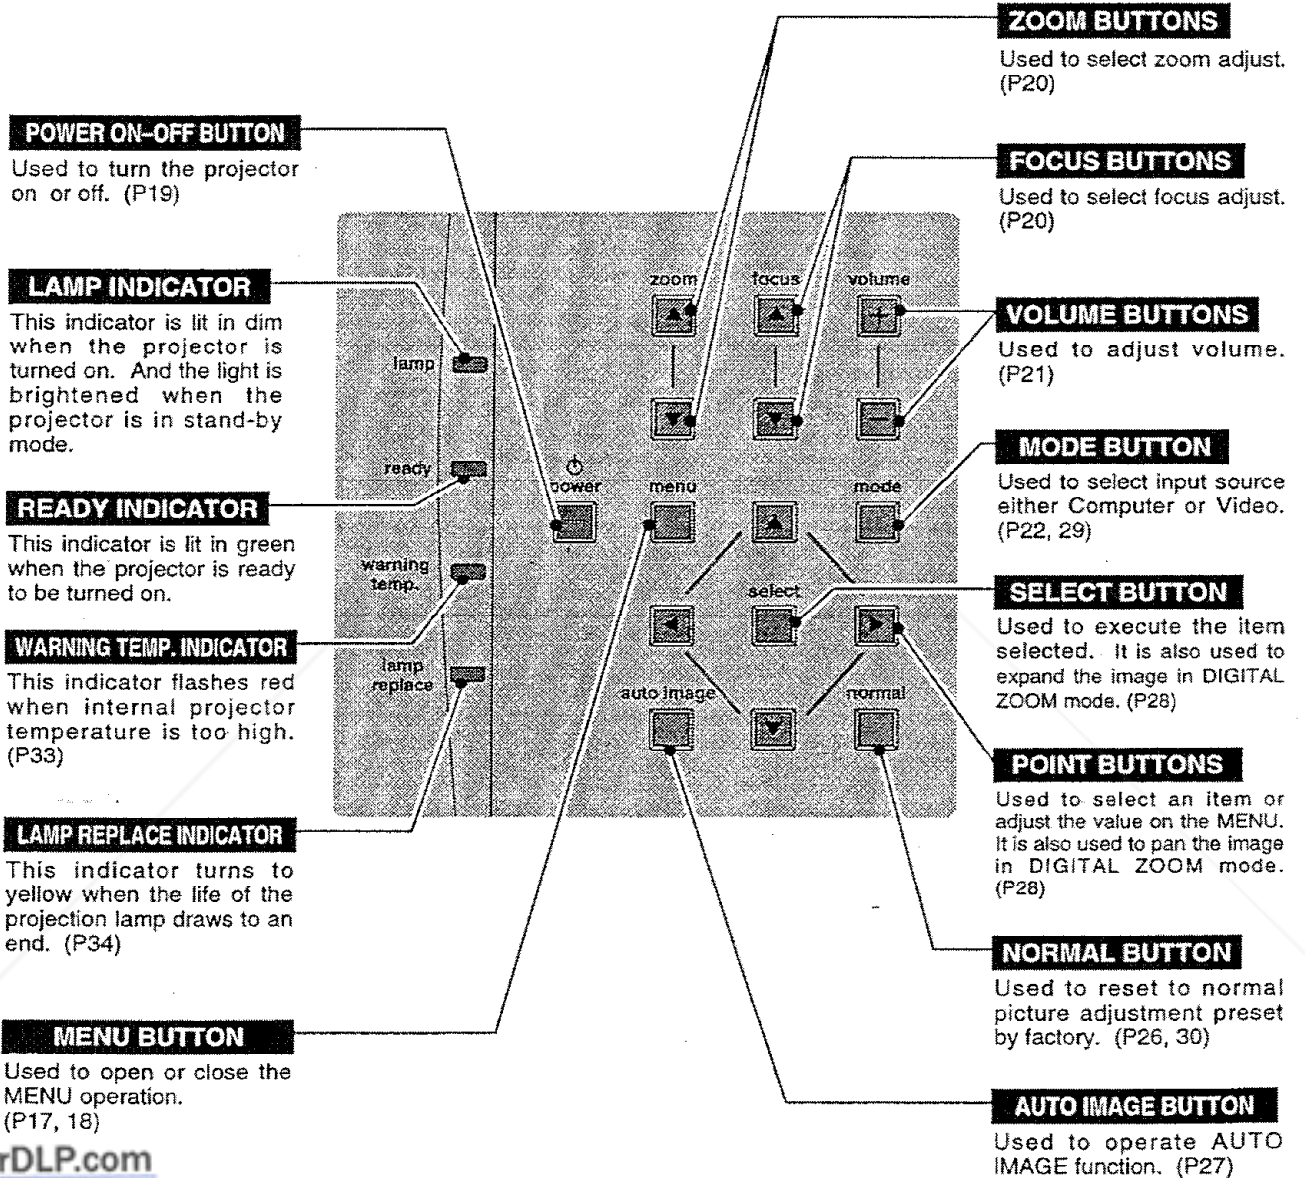 ZOOM BUTTONS
Used to select zoom adjust.
(P20)
POWER ON–OFF BUTTON
Used to turn the projector
on or off. (P19)
FOCUS BUTTONS
Used to select focus adjust.
(P20)
LAMP INDICATOR
This indicator is lit in dim
when the projector is
turned on. And the light is
brightened when the
projector is in stand-by
mode.
READY INDICATOR
This indicator is lit in green
when the projector is ready
to be turned on.
WARNING TEMP. INDICATOR
This indicator flashes red
when internal projector
temperature is too high.
(P33)
LAMP REPLACE INDICATOR
This indicator turns to
yellow when the life of the
projection lamp draws to an
end. (P34)
MENU BUTTON
Used to open or close the
MENU operation.
(P17, 18)
zoom focus volume
lamp
ready
power menu mode
warning
temp.
select
lamp
replace
auto image normal
VOLUME BUTTONS
Used to adjust volume.
(P21)
MODE BUTTON
Used to select input source
either Computer or Video.
(P22, 29)
SELECT BUTTON
Used to execute the item
selected. It is also used to
expand the image in DIGITAL
ZOOM mode. (P28)
POINT BUTTONS
Used to select an item or
adjust the value on the MENU.
It is also used to pan the image
in DIGITAL ZOOM mode.
(P28)
NORMAL BUTTON
Used to reset to normal
picture adjustment preset
by factory. (P26, 30)
AUTO IMAGE BUTTON
Used to operate AUTO
IMAGE function. (P27)
rDLP.com